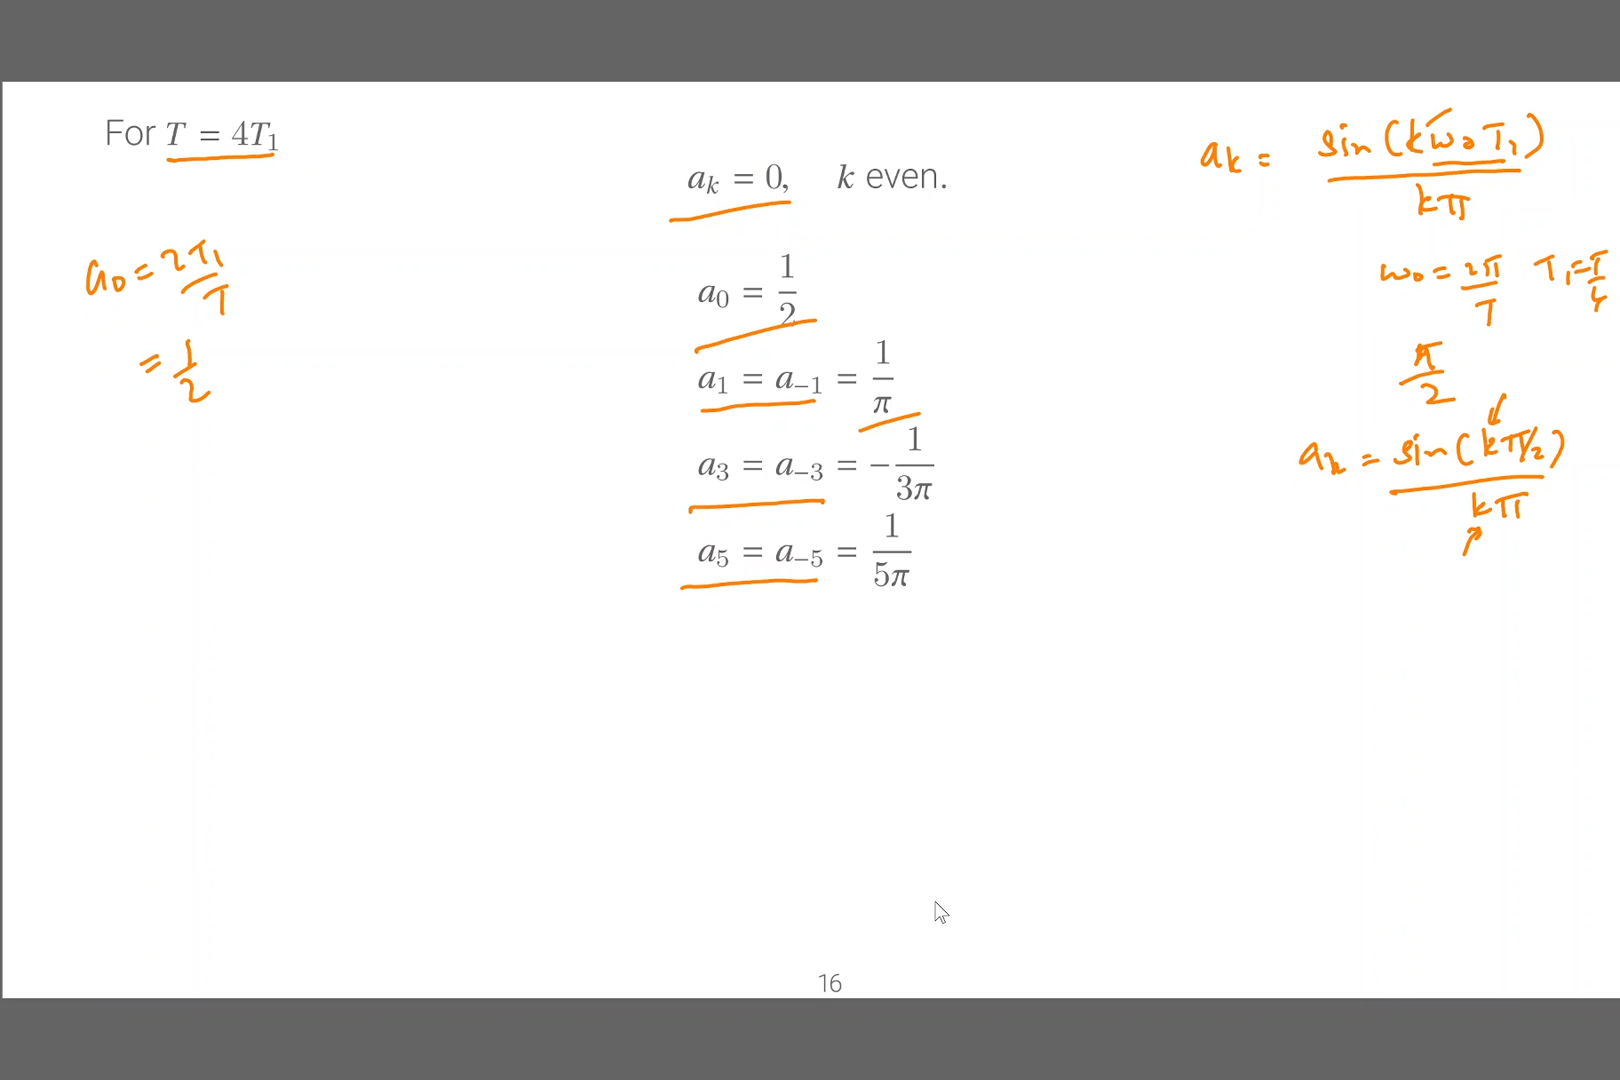 For T = 4T₁
aₖ = 0, k even.
a₀ = 1/2
a₁ = a₋₁ = 1/π
a₃ = a₋₃ = −1/3π
a₅ = a₋₅ = 1/5π
a₀ = 2T₁/T
= 1/2
aₖ = sin(kω₀T₁)/kπ
ω₀ = 2π/T T₁ = T/4
π/2
aₖ = sin(kπ/2)/kπ
16